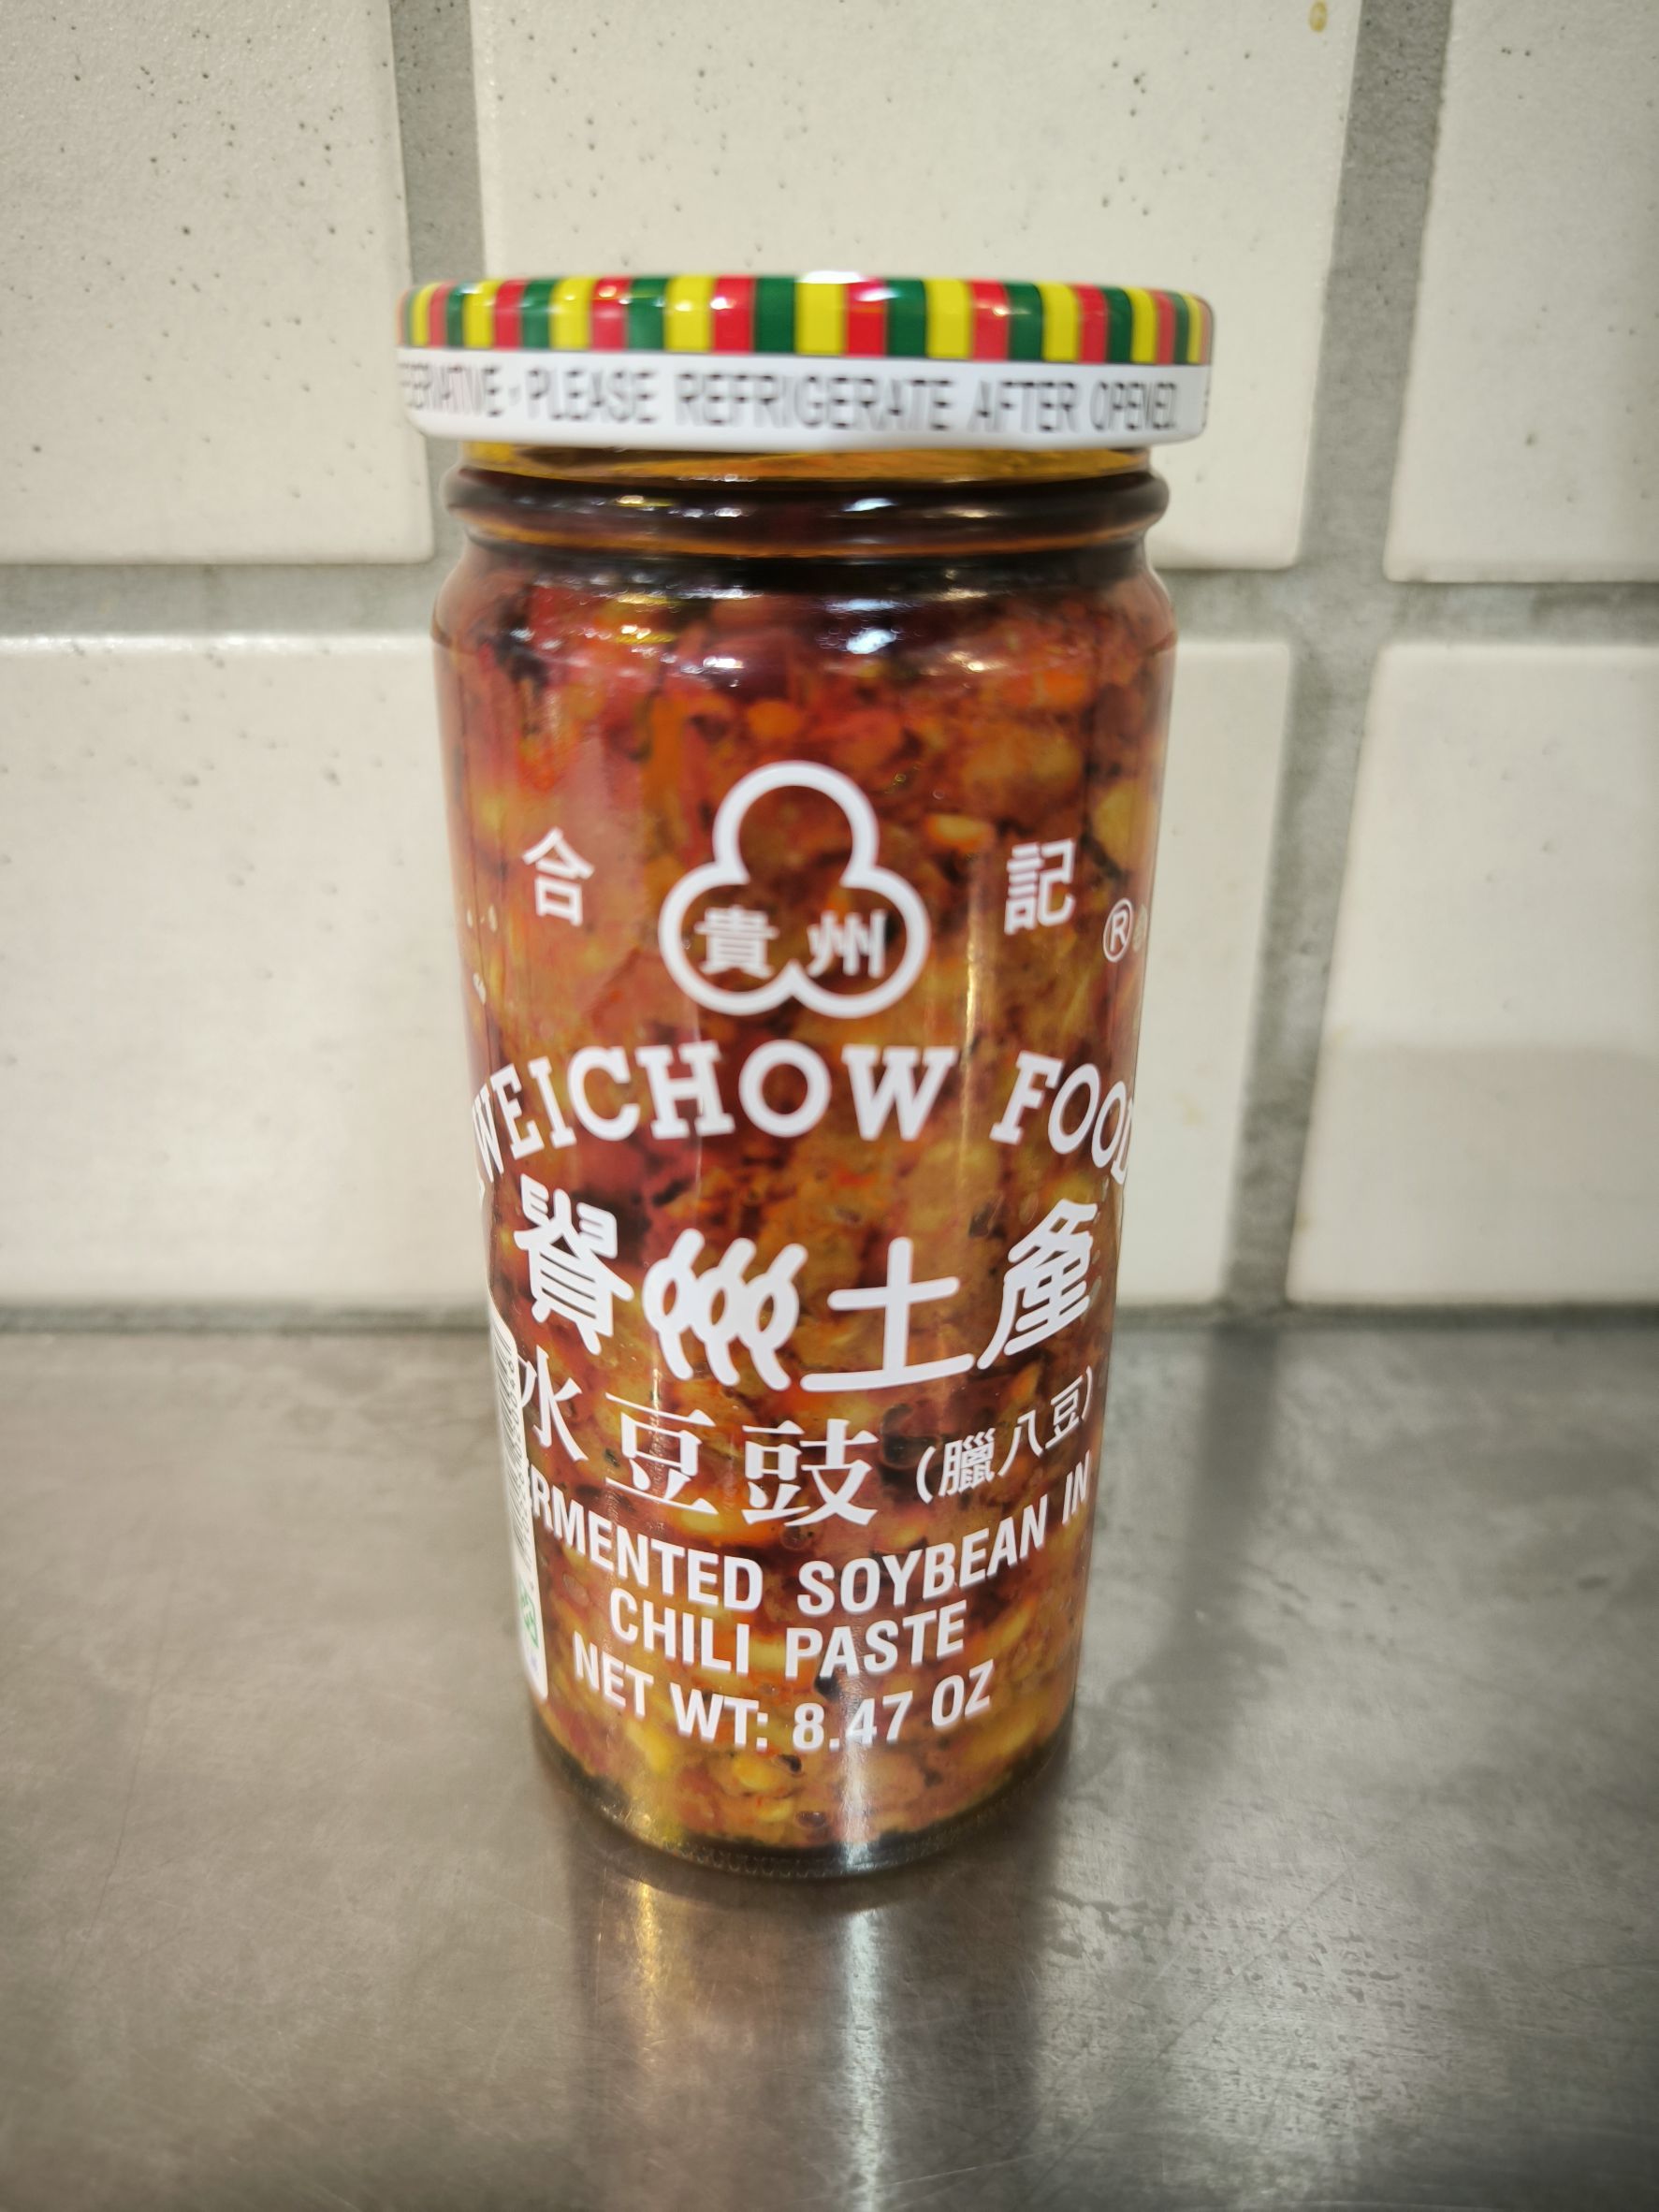 PLEASE REFRIGERATE AFTER OPENED
合 記 ®
貴州
WEICHOW FOOD
貴州土產
水豆豉 (臘八豆)
RMENTED SOYBEAN IN
CHILI PASTE
NET WT: 8.47 OZ